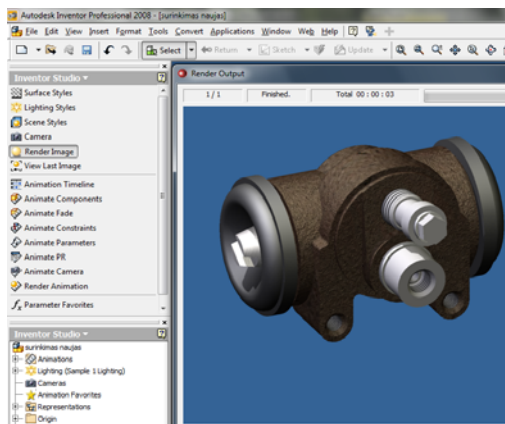 Autodesk Inventor Professional 2008 - [surinkimas naujas]
File Edit View Insert Format Tools Convert Applications Window Web Help
Select Return Sketch Update
Render Output
1 / 1 Finished. Total 00 : 00 : 03
Inventor Studio
Surface Styles
Lighting Styles
Scene Styles
Camera
Render Image
View Last Image
Animation Timeline
Animate Components
Animate Fade
Animate Constraints
Animate Parameters
Animate PR
Animate Camera
Render Animation
fx Parameter Favorites
Inventor Studio
surinkimas naujas
Animations
Lighting (Sample 1 Lighting)
Cameras
Animation Favorites
Representations
Origin